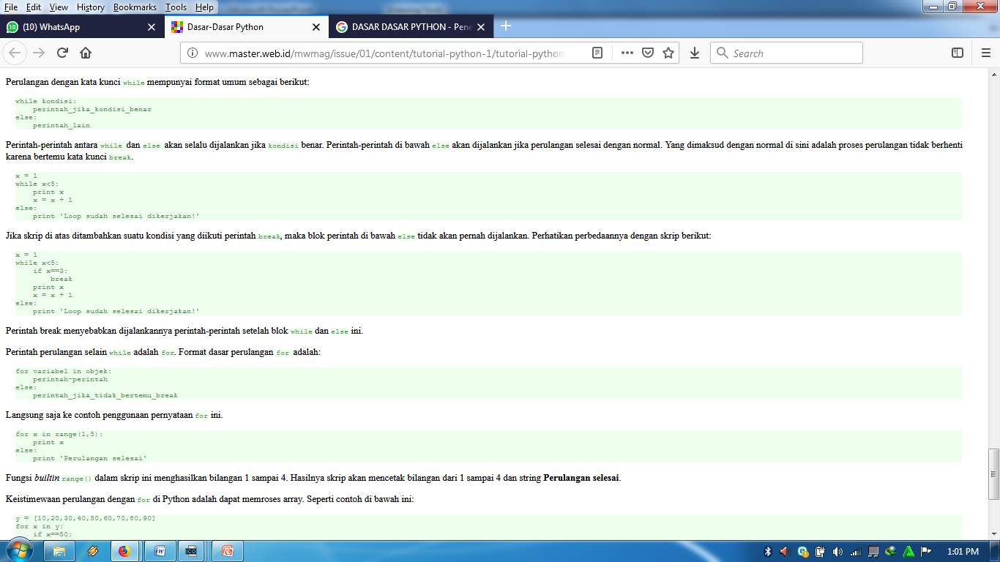 File Edit View History Bookmarks Tools Help
(10) WhatsApp
Dasar-Dasar Python
DASAR DASAR PYTHON - Pene
www.master.web.id/mwmag/issue/01/content/tutorial-python-1/tutorial-python
Search
Perulangan dengan kata kunci while mempunyai format umum sebagai berikut:
while kondisi:
    perintah_jika_kondisi_benar
else:
    perintah_lain
Perintah-perintah antara while dan else akan selalu dijalankan jika kondisi benar. Perintah-perintah di bawah else akan dijalankan jika perulangan selesai dengan normal. Yang dimaksud dengan normal di sini adalah proses perulangan tidak berhenti
karena bertemu kata kunci break.
x = 1
while x<5:
    print x
    x = x + 1
else:
    print 'Loop sudah selesai dikerjakan!'
Jika skrip di atas ditambahkan suatu kondisi yang diikuti perintah break, maka blok perintah di bawah else tidak akan pernah dijalankan. Perhatikan perbedaannya dengan skrip berikut:
x = 1
while x<5:
    if x==3:
        break
    print x
    x = x + 1
else:
    print 'Loop sudah selesai dikerjakan!'
Perintah break menyebabkan dijalankannya perintah-perintah setelah blok while dan else ini.
Perintah perulangan selain while adalah for. Format dasar perulangan for adalah:
for variabel in objek:
    perintah-perintah
else:
    perintah_jika_tidak_bertemu_break
Langsung saja ke contoh penggunaan pernyataan for ini.
for x in range(1,5):
    print x
else:
    print 'Perulangan selesai'
Fungsi builtin range() dalam skrip ini menghasilkan bilangan 1 sampai 4. Hasilnya skrip akan mencetak bilangan dari 1 sampai 4 dan string Perulangan selesai.
Keistimewaan perulangan dengan for di Python adalah dapat memroses array. Seperti contoh di bawah ini:
y = [10,20,30,40,50,60,70,80,90]
for x in y:
    if x==50:
1:01 PM